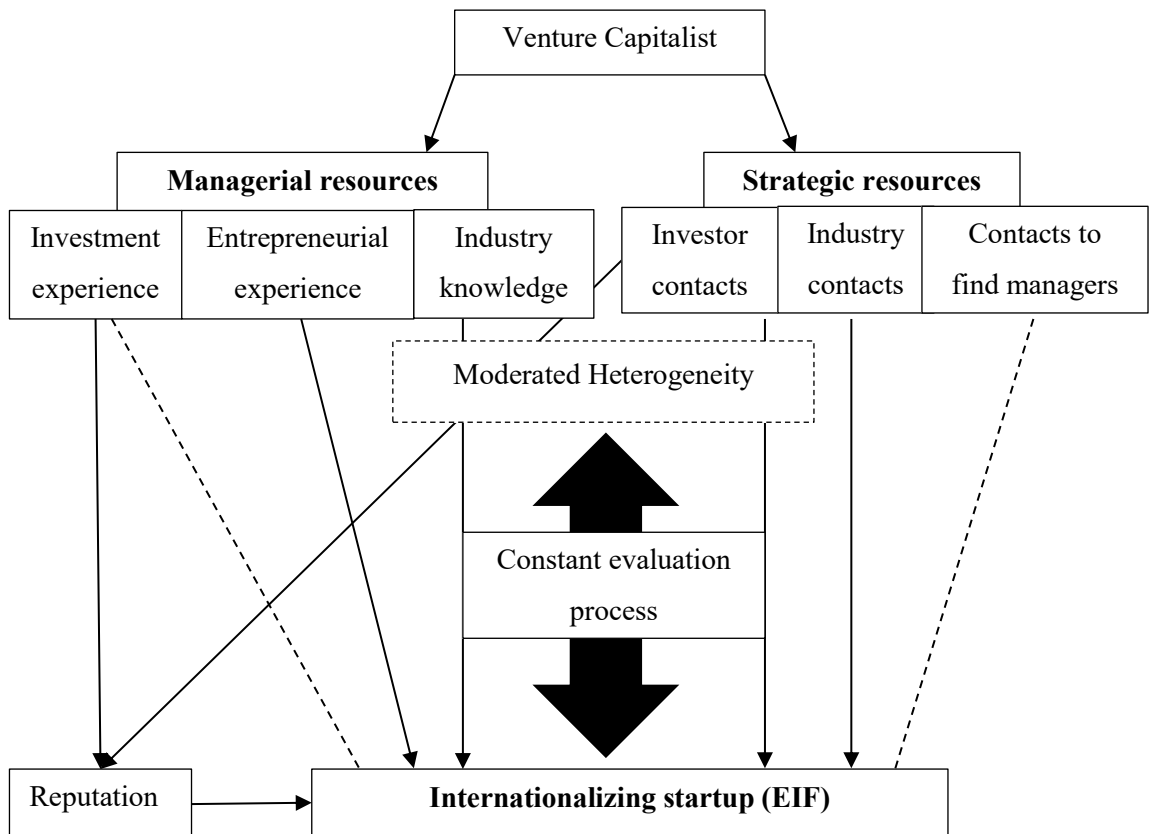 Venture Capitalist
Managerial resources
Strategic resources
Investment
experience
Entrepreneurial
experience
Industry
knowledge
Investor
contacts
Industry
contacts
Contacts to
find managers
Moderated Heterogeneity
Constant evaluation
process
Reputation
Internationalizing startup (EIF)